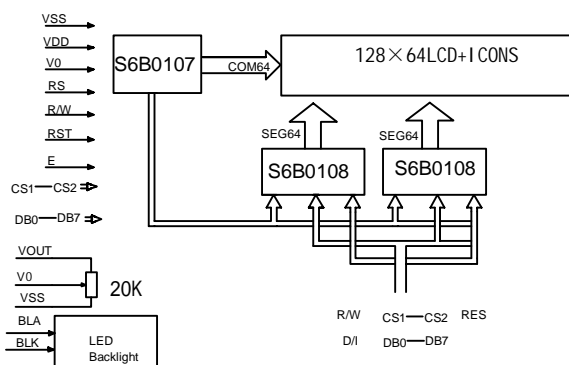 VSS
VDD
V0
RS
R/W
RST
E
CS1—CS2
DB0—DB7
S6B0107
COM64
128×64LCD+ICONS
SEG64
SEG64
S6B0108
S6B0108
VOUT
V0
VSS
20K
BLA
BLK
LED
Backlight
R/W CS1—CS2 RES
D/I DB0—DB7